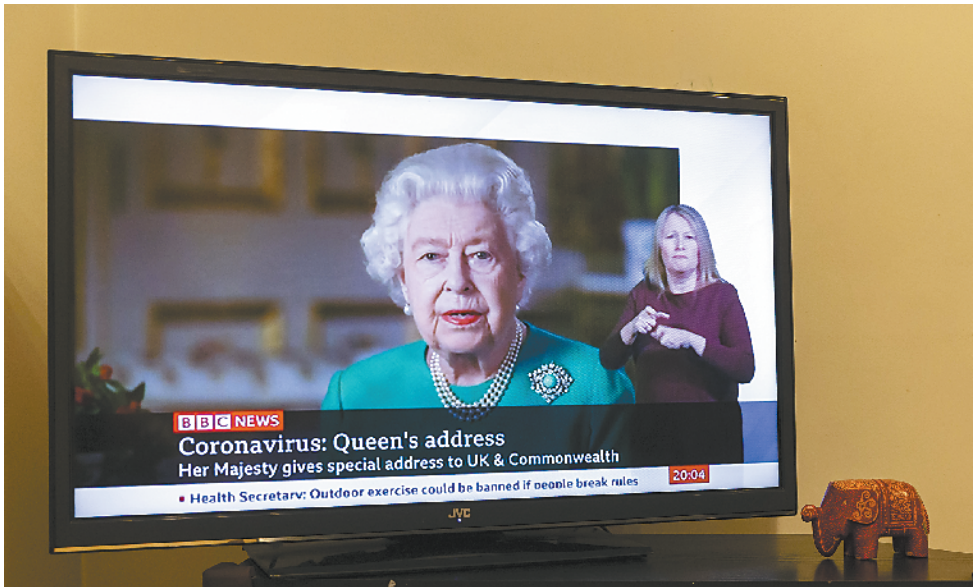 BBC NEWS
Coronavirus: Queen's address
Her Majesty gives special address to UK & Commonwealth
20:04
▪ Health Secretary: Outdoor exercise could be banned if people break rules
JVC